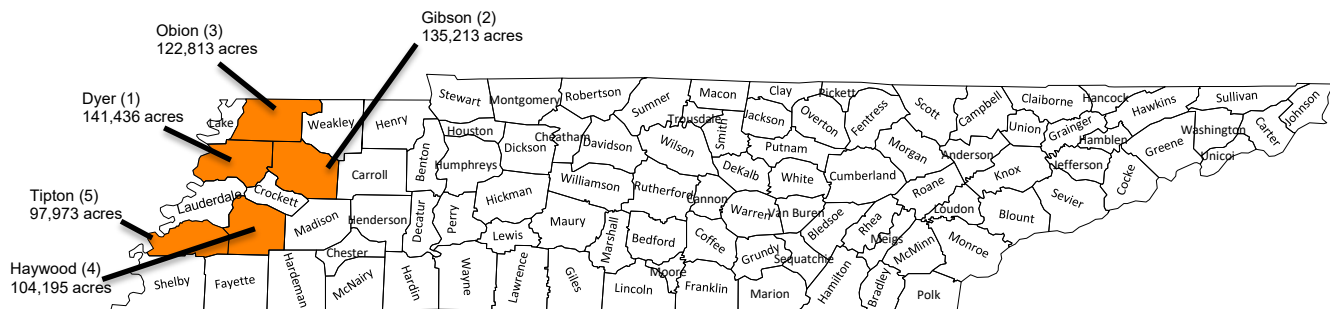 Obion (3)
122,813 acres
Gibson (2)
135,213 acres
Dyer (1)
141,436 acres
Tipton (5)
97,973 acres
Haywood (4)
104,195 acres
Lake
Weakley
Henry
Stewart
Montgomery
Robertson
Sumner
Macon
Clay
Pickett
Scott
Campbell
Claiborne
Hancock
Hawkins
Sullivan
Johnson
Trousdale
Smith
Jackson
Overton
Fentress
Union
Grainger
Hamblen
Greene
Washington
Carter
Unicoi
Houston
Dickson
Cheatham
Davidson
Wilson
Putnam
Morgan
Anderson
Knox
Jefferson
Cocke
Carroll
Benton
Humphreys
Hickman
Williamson
Rutherford
Cannon
DeKalb
White
Cumberland
Roane
Loudon
Blount
Sevier
Lauderdale
Crockett
Madison
Henderson
Decatur
Perry
Lewis
Maury
Marshall
Bedford
Coffee
Warren
Van Buren
Bledsoe
Rhea
Meigs
McMinn
Monroe
Grundy
Sequatchie
Shelby
Fayette
Hardeman
Chester
McNairy
Hardin
Wayne
Lawrence
Giles
Lincoln
Moore
Franklin
Marion
Hamilton
Bradley
Polk